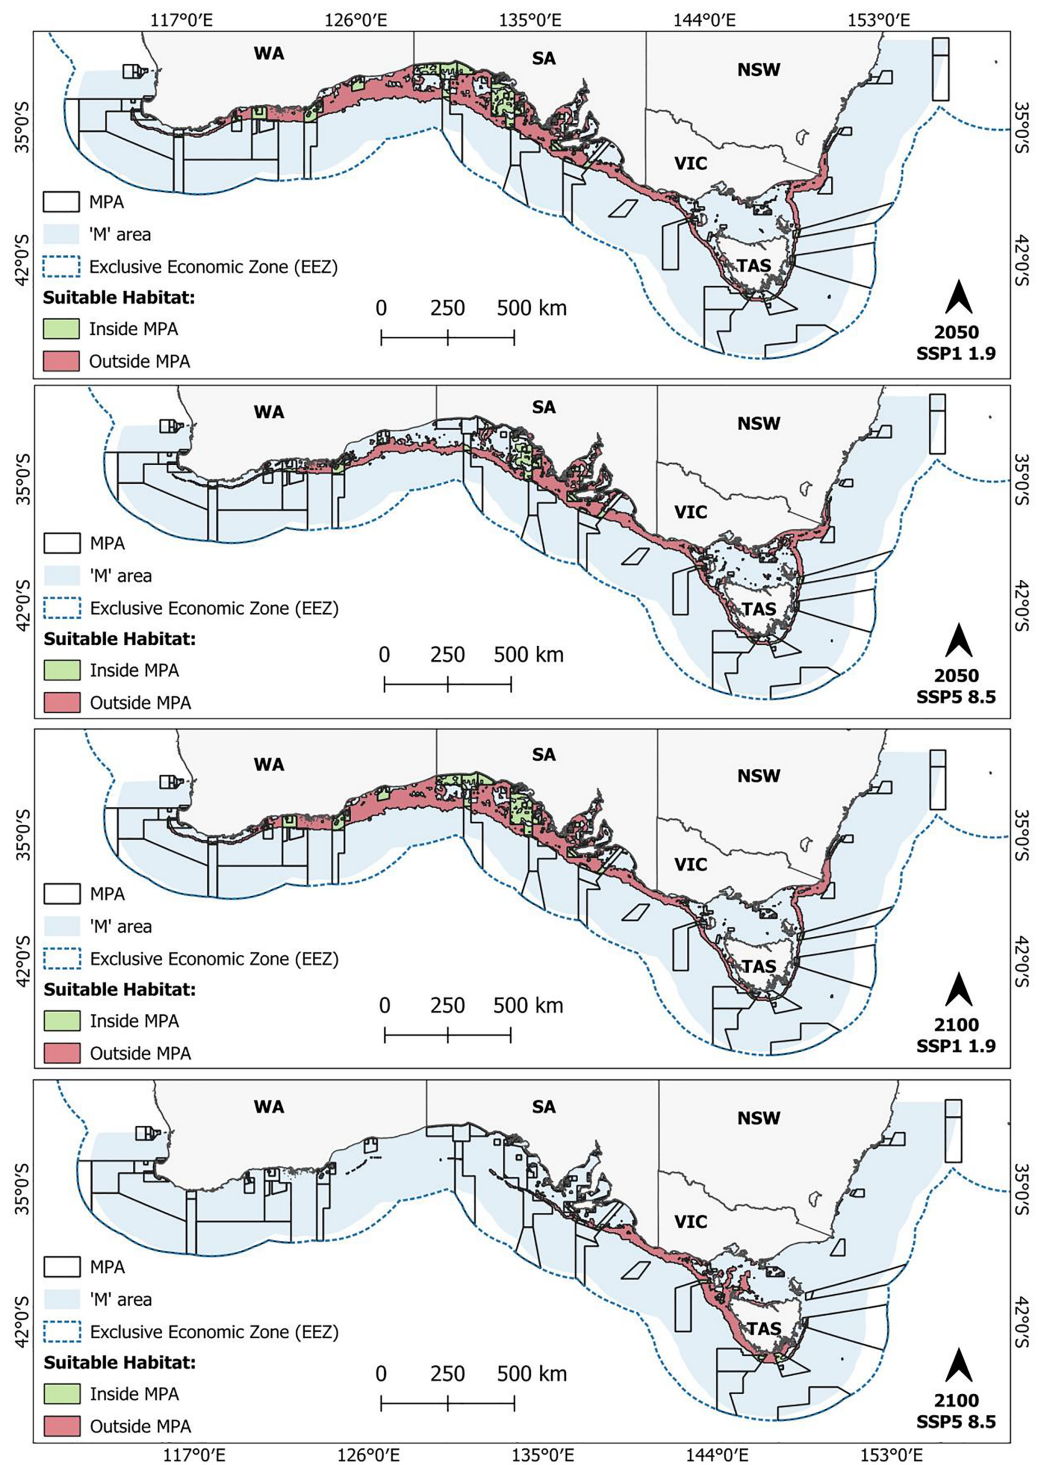 117°0′E 126°0′E 135°0′E 144°0′E 153°0′E
WA SA NSW
35°0′S 35°0′S
VIC
MPA
'M' area
42°0′S TAS 42°0′S
Exclusive Economic Zone (EEZ)
Suitable Habitat:
0 250 500 km
Inside MPA
2050
Outside MPA
SSP1 1.9
WA SA NSW
35°0′S 35°0′S
VIC
MPA
'M' area
42°0′S TAS 42°0′S
Exclusive Economic Zone (EEZ)
Suitable Habitat:
0 250 500 km
Inside MPA
2050
Outside MPA
SSP5 8.5
WA SA NSW
35°0′S 35°0′S
VIC
MPA
'M' area
42°0′S TAS 42°0′S
Exclusive Economic Zone (EEZ)
Suitable Habitat:
0 250 500 km
Inside MPA
2100
Outside MPA
SSP1 1.9
WA SA NSW
35°0′S 35°0′S
VIC
MPA
'M' area
42°0′S TAS 42°0′S
Exclusive Economic Zone (EEZ)
Suitable Habitat:
0 250 500 km
Inside MPA
2100
Outside MPA
SSP5 8.5
117°0′E 126°0′E 135°0′E 144°0′E 153°0′E